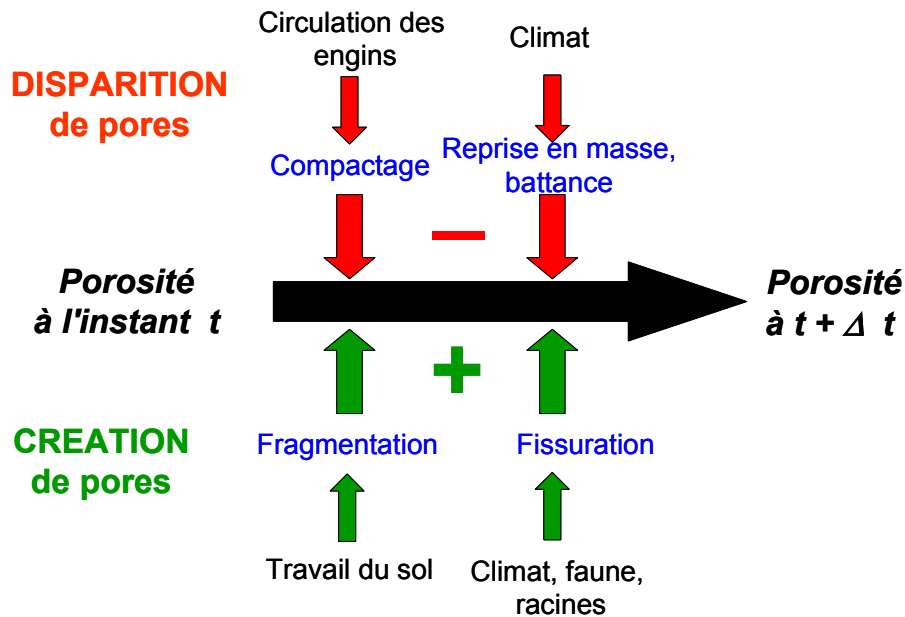 Circulation des
engins
Climat
DISPARITION
de pores
Compactage
Reprise en masse,
battance
–
Porosité
à l'instant t
Porosité
à t + Δ t
+
CREATION
de pores
Fragmentation
Fissuration
Travail du sol
Climat, faune,
racines